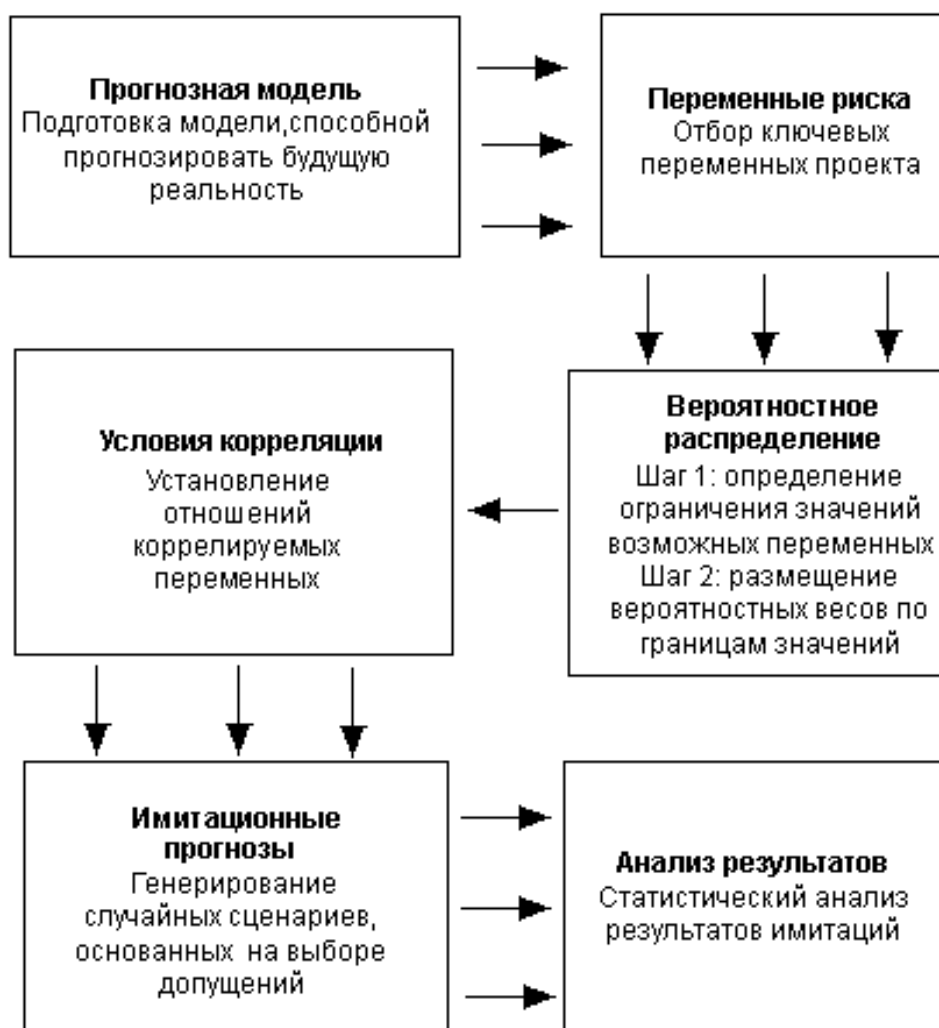 Прогнозная модель
Подготовка модели,способной
прогнозировать будущую
реальность
Переменные риска
Отбор ключевых
переменных проекта
Вероятностное
распределение
Шаг 1: определение
ограничения значений
возможных переменных
Шаг 2: размещение
вероятностных весов по
границам значений
Условия корреляции
Установление
отношений
коррелируемых
переменных
Имитационные
прогнозы
Генерирование
случайных сценариев,
основанных на выборе
допущений
Анализ результатов
Статистический анализ
результатов имитаций